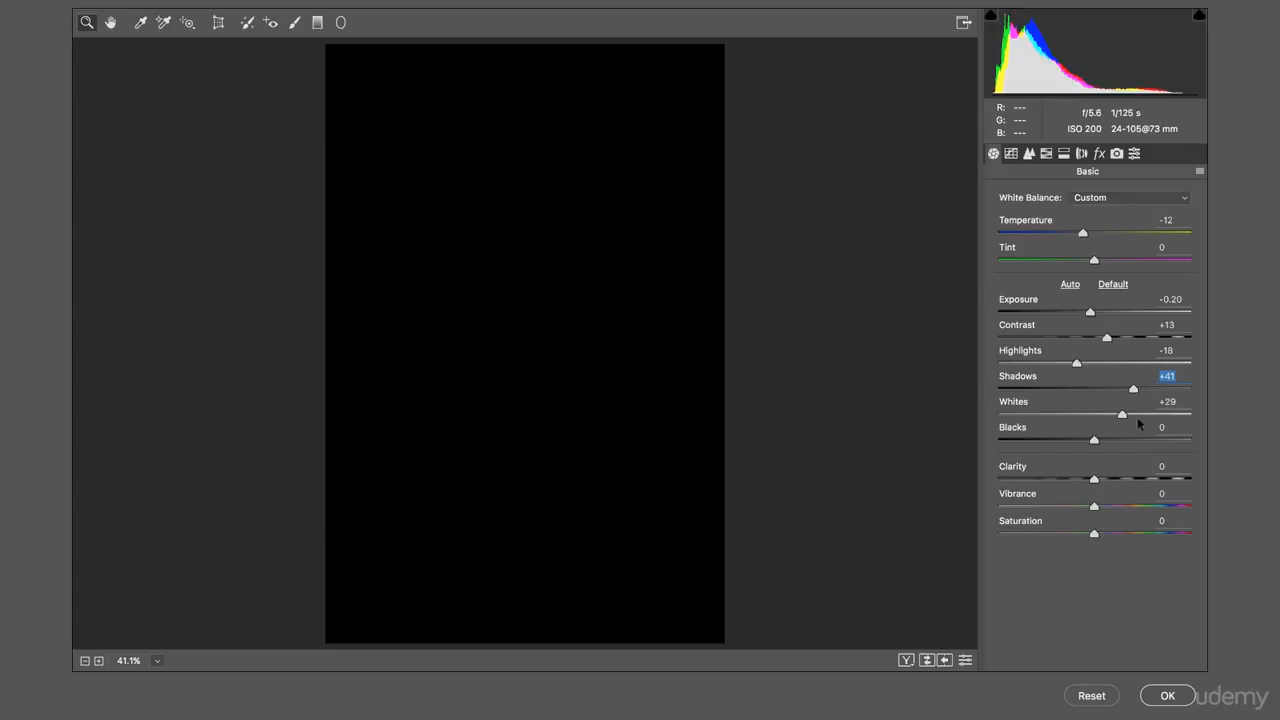 R: ---
G: ---
B: ---
f/5.6 1/125 s
ISO 200 24-105@73 mm
fx
Basic
White Balance: Custom
Temperature -12
Tint 0
Auto Default
Exposure -0.20
Contrast +13
Highlights -18
Shadows +41
Whites +29
Blacks 0
Clarity 0
Vibrance 0
Saturation 0
41.1%
Y
Reset OK
udemy